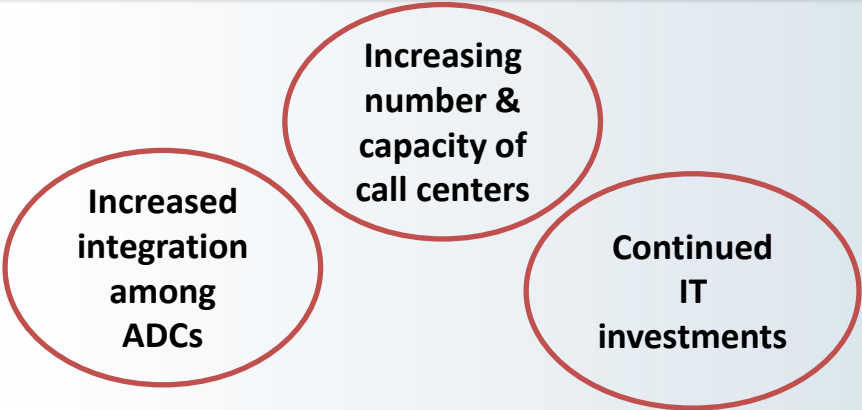 Increasing
number &
capacity of
call centers
Increased
integration
among
ADCs
Continued
IT
investments